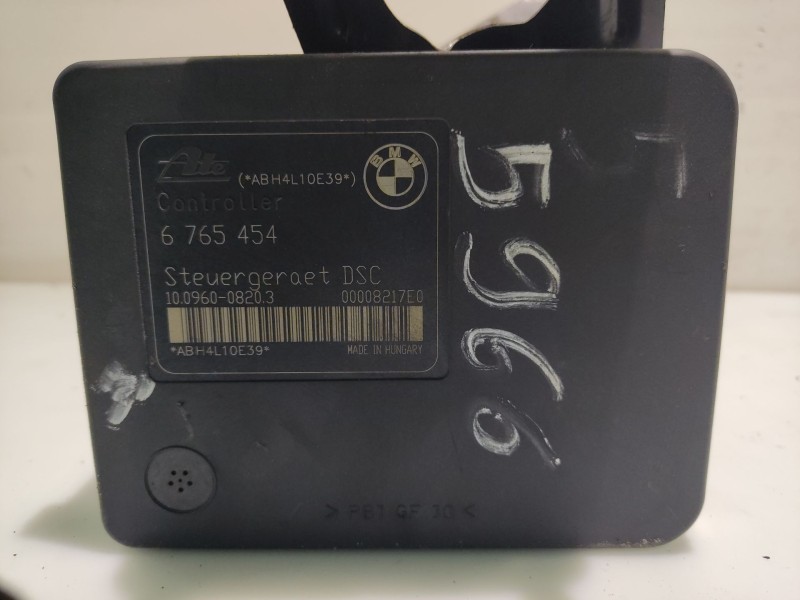 Ate
(*ABH4L10E39*)
BMW
Controller
6 765 454
Steuergeraet DSC
10.0960-0820.3 00008217E0
*ABH4L10E39*
MADE IN HUNGARY
5966
> PBT GF 30 <